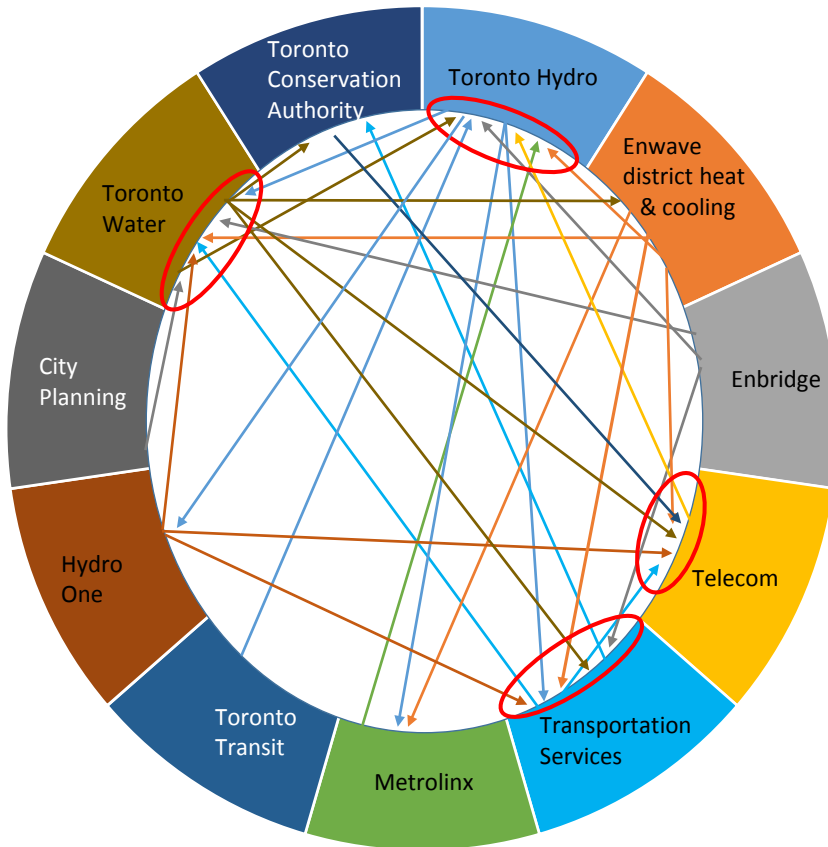 Toronto
Conservation
Authority
Toronto Hydro
Enwave
district heat
& cooling
Enbridge
Telecom
Transportation
Services
Metrolinx
Toronto
Transit
Hydro
One
City
Planning
Toronto
Water